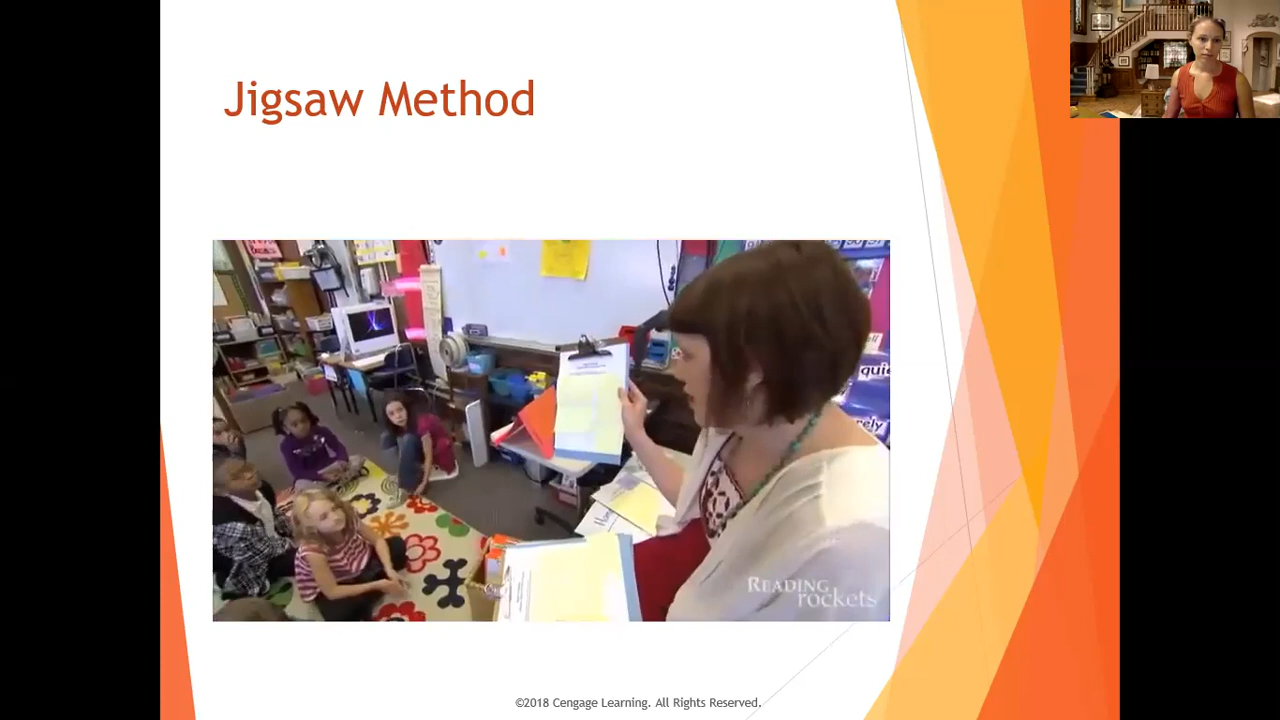 Jigsaw Method
READING
rockets
©2018 Cengage Learning. All Rights Reserved.